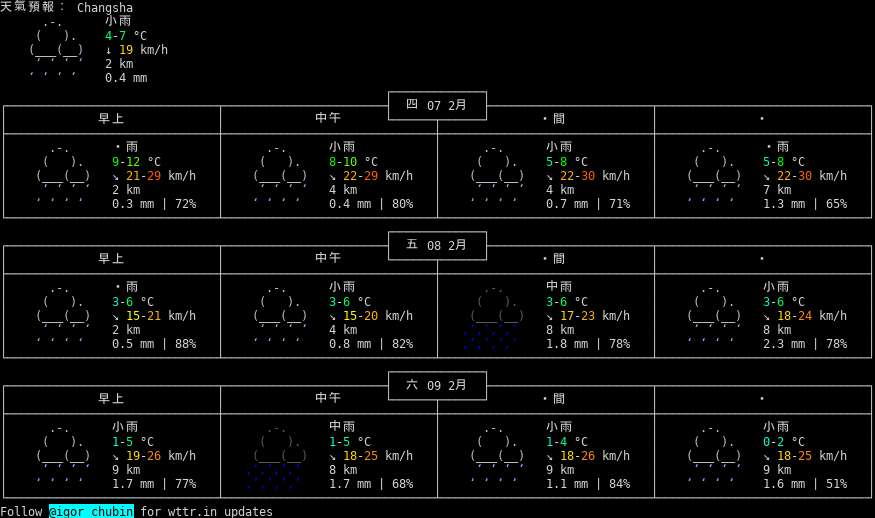 天氣預報： Changsha
小雨
4-7 °C
↓ 19 km/h
2 km
0.4 mm
四 07 2月
早上 中午 ・間 ・
・雨 小雨 小雨 ・雨
9-12 °C 8-10 °C 5-8 °C 5-8 °C
↘ 21-29 km/h ↘ 22-29 km/h ↘ 22-30 km/h ↘ 22-30 km/h
2 km 4 km 4 km 7 km
0.3 mm | 72% 0.4 mm | 80% 0.7 mm | 71% 1.3 mm | 65%
五 08 2月
早上 中午 ・間 ・
・雨 小雨 中雨 小雨
3-6 °C 3-6 °C 3-6 °C 3-6 °C
↘ 15-21 km/h ↘ 15-20 km/h ↘ 17-23 km/h ↘ 18-24 km/h
2 km 4 km 8 km 8 km
0.5 mm | 88% 0.8 mm | 82% 1.8 mm | 78% 2.3 mm | 78%
六 09 2月
早上 中午 ・間 ・
小雨 中雨 小雨 小雨
1-5 °C 1-5 °C 1-4 °C 0-2 °C
↘ 19-26 km/h ↘ 18-25 km/h ↘ 18-26 km/h ↘ 18-25 km/h
9 km 8 km 9 km 9 km
1.7 mm | 77% 1.7 mm | 68% 1.1 mm | 84% 1.6 mm | 51%
Follow @igor_chubin for wttr.in updates